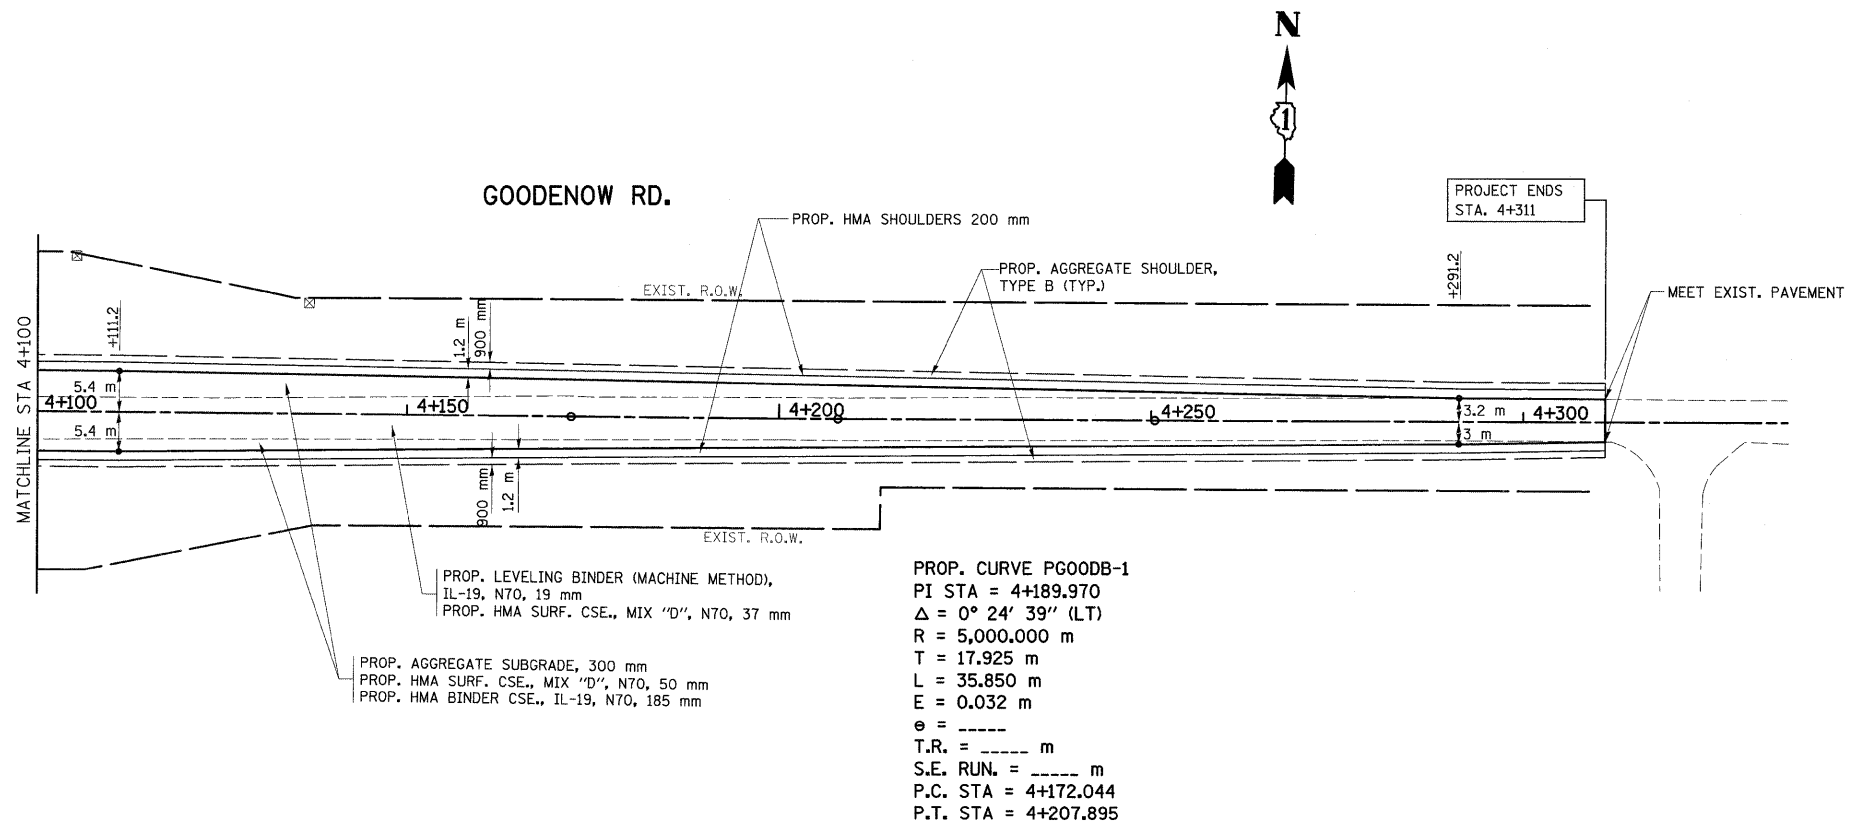 N
1
GOODENOW RD.
PROJECT ENDS
STA. 4+311
PROP. HMA SHOULDERS 200 mm
PROP. AGGREGATE SHOULDER,
TYPE B (TYP.)
EXIST. R.O.W.
+291.2
MEET EXIST. PAVEMENT
MATCHLINE STA 4+100
+111.2
1.2 m
900 mm
5.4 m
4+100
4+150
4+200
4+250
3.2 m
4+300
5.4 m
3 m
900 mm
1.2 m
EXIST. R.O.W.
PROP. LEVELING BINDER (MACHINE METHOD),
IL-19, N70, 19 mm
PROP. HMA SURF. CSE., MIX "D", N70, 37 mm
PROP. AGGREGATE SUBGRADE, 300 mm
PROP. HMA SURF. CSE., MIX "D", N70, 50 mm
PROP. HMA BINDER CSE., IL-19, N70, 185 mm
PROP. CURVE PGOODB-1
PI STA = 4+189.970
Δ = 0° 24' 39" (LT)
R = 5,000.000 m
T = 17.925 m
L = 35.850 m
E = 0.032 m
e = _____
T.R. = _____ m
S.E. RUN. = _____ m
P.C. STA = 4+172.044
P.T. STA = 4+207.895